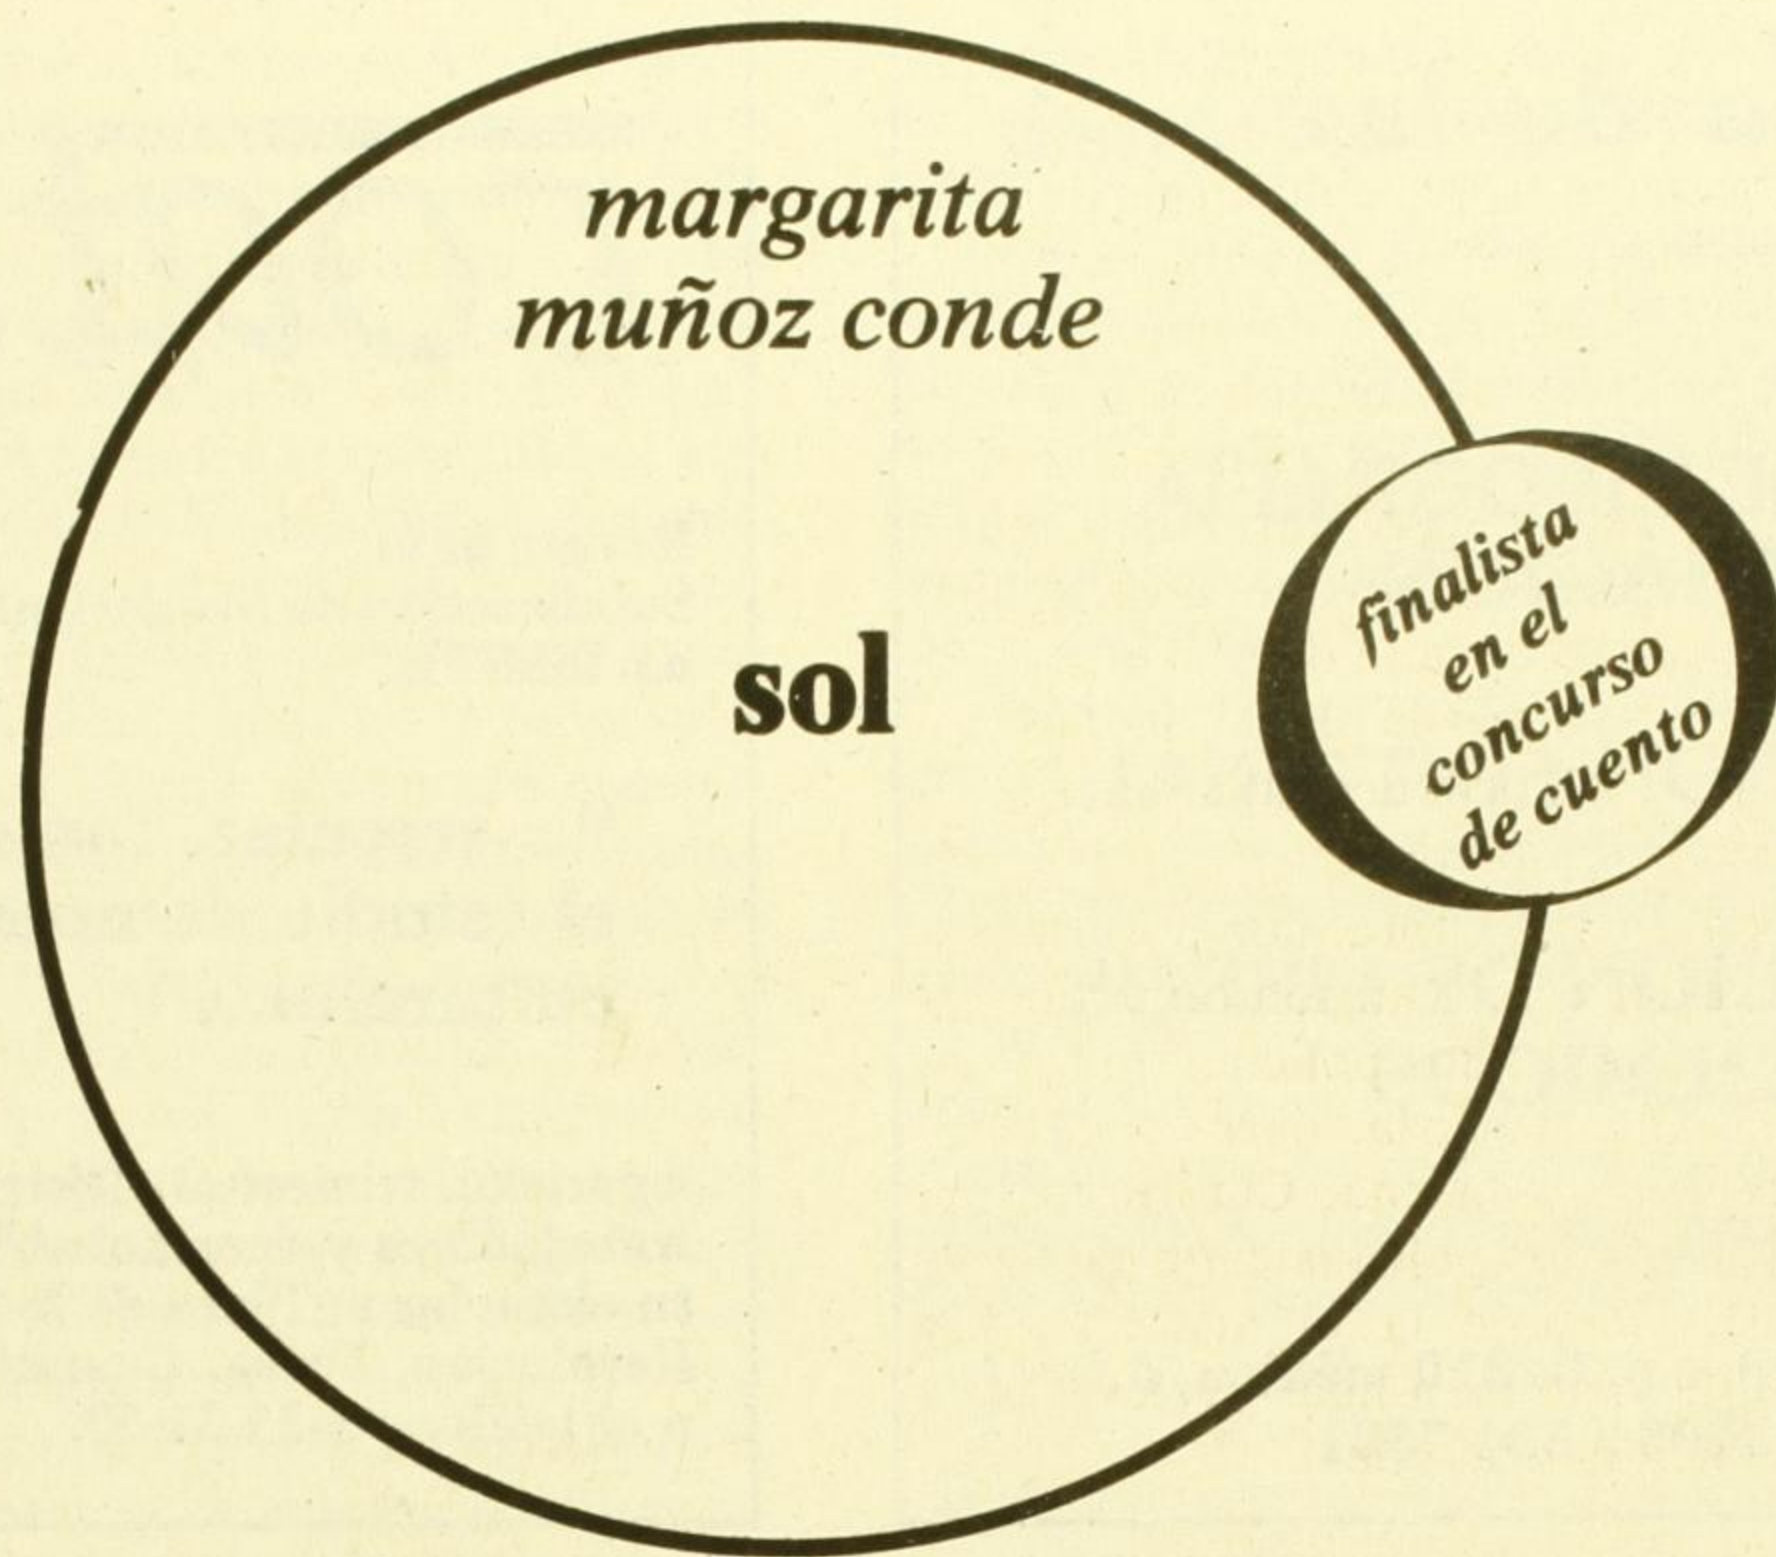 margarita
muñoz conde
sol
finalista
en el
concurso
de cuento